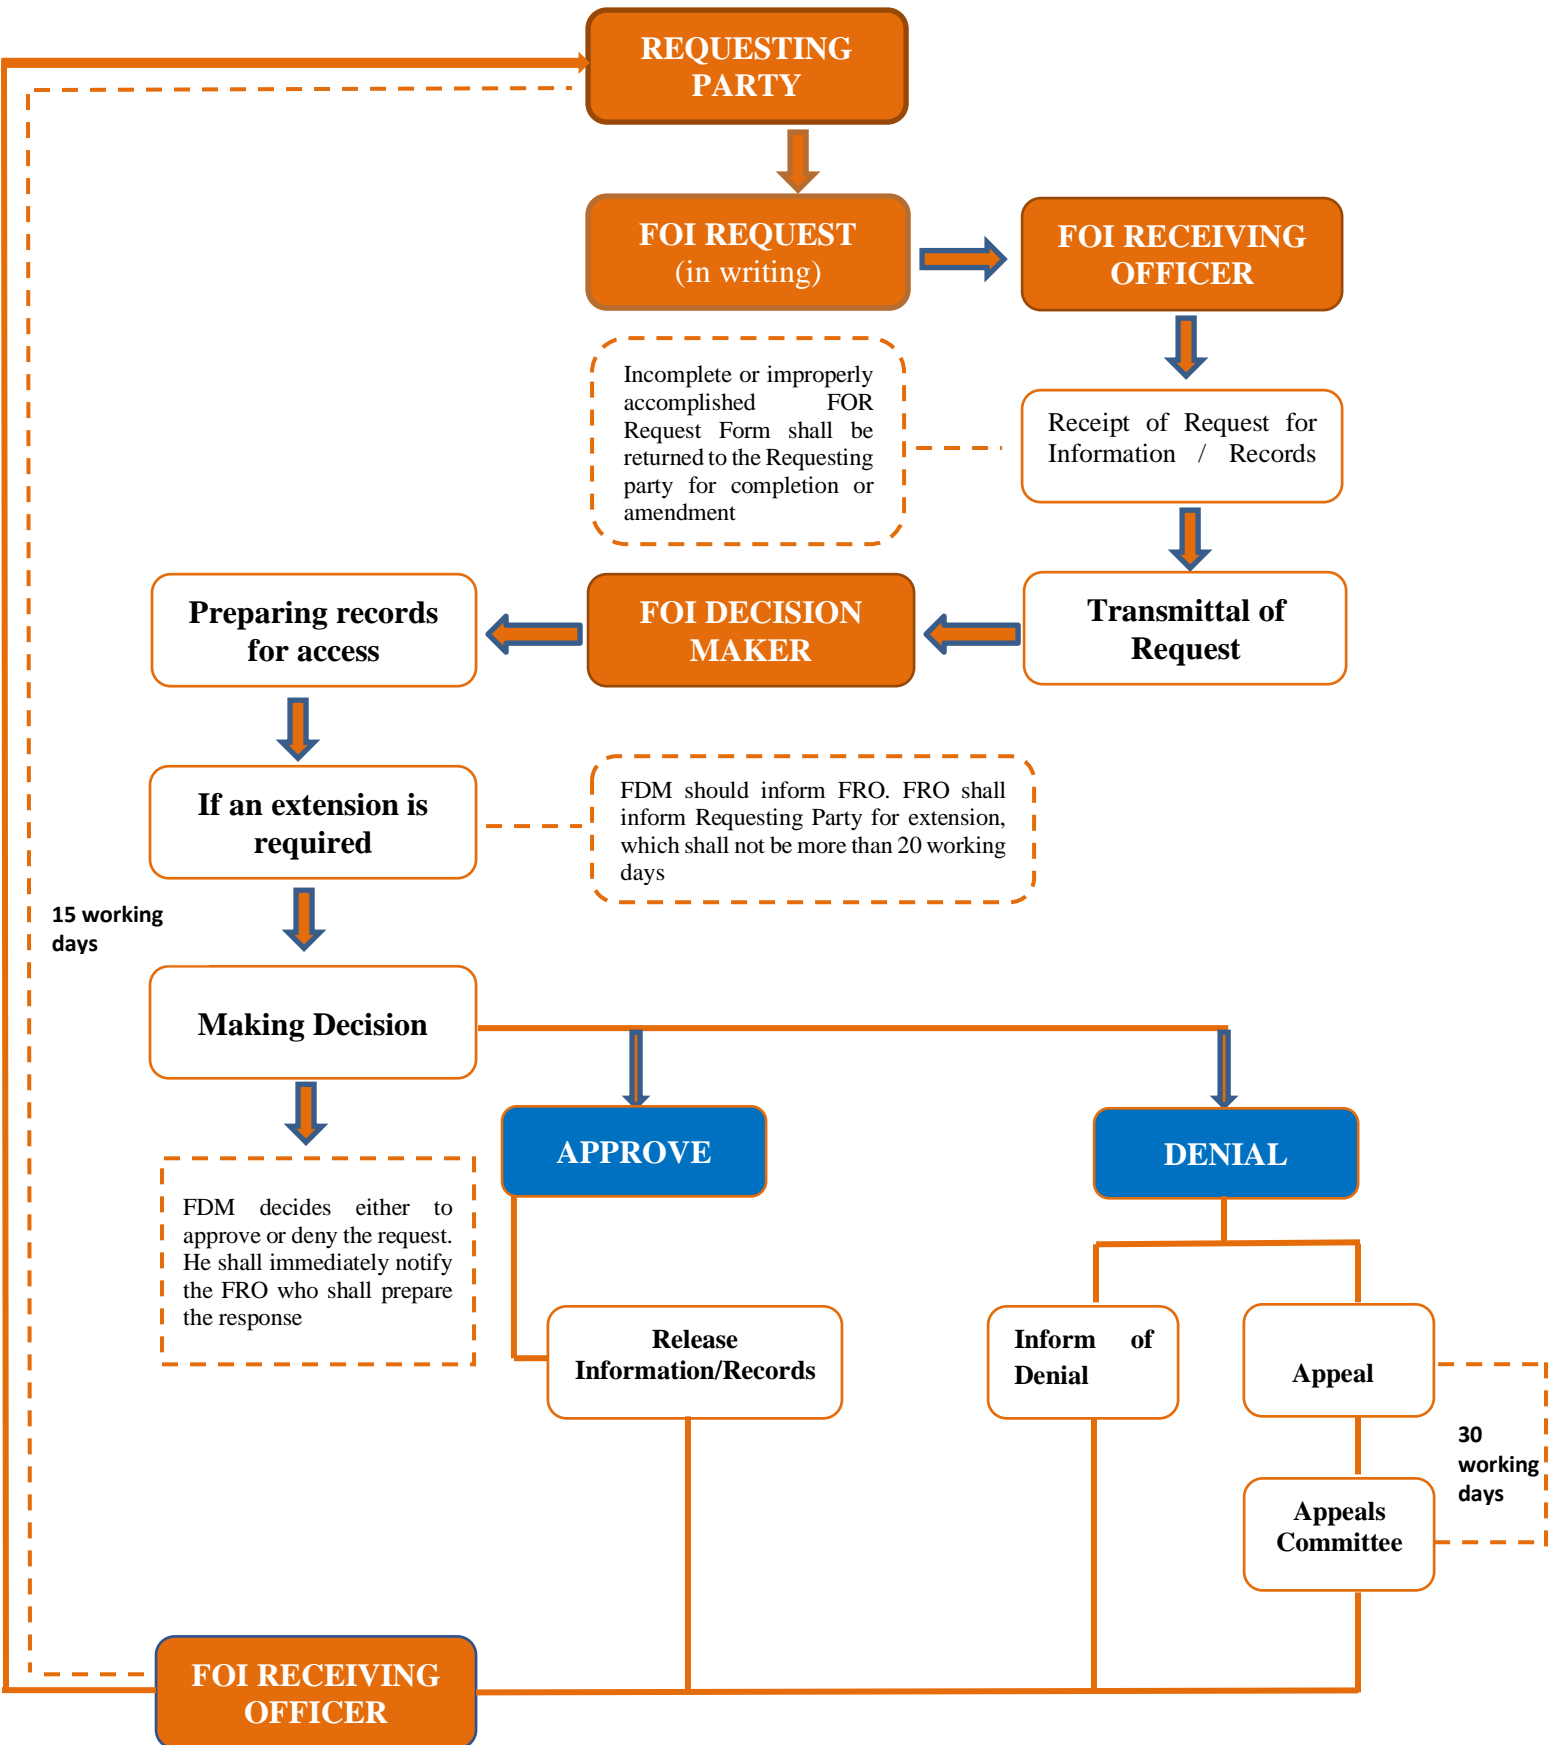 REQUESTING
PARTY
FOI REQUEST
(in writing)
FOI RECEIVING
OFFICER
Incomplete or improperly
accomplished FOR
Request Form shall be
returned to the Requesting
party for completion or
amendment
Receipt of Request for
Information / Records
Preparing records
for access
FOI DECISION
MAKER
Transmittal of
Request
If an extension is
required
FDM should inform FRO. FRO shall
inform Requesting Party for extension,
which shall not be more than 20 working
days
15 working
days
Making Decision
APPROVE
DENIAL
FDM decides either to
approve or deny the request.
He shall immediately notify
the FRO who shall prepare
the response
Release
Information/Records
Inform of
Denial
Appeal
30
working
days
Appeals
Committee
FOI RECEIVING
OFFICER